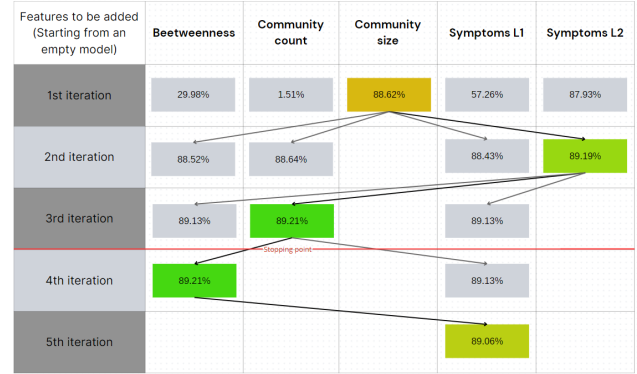 Features to be added
(Starting from an
empty model)
Beetweenness
Community
count
Community
size
Symptoms L1
Symptoms L2
1st iteration
29.98%
1.51%
88.62%
57.26%
87.93%
2nd iteration
88.52%
88.64%
88.43%
89.19%
3rd iteration
89.13%
89.21%
89.13%
Stopping point
4th iteration
89.21%
89.13%
5th iteration
89.06%